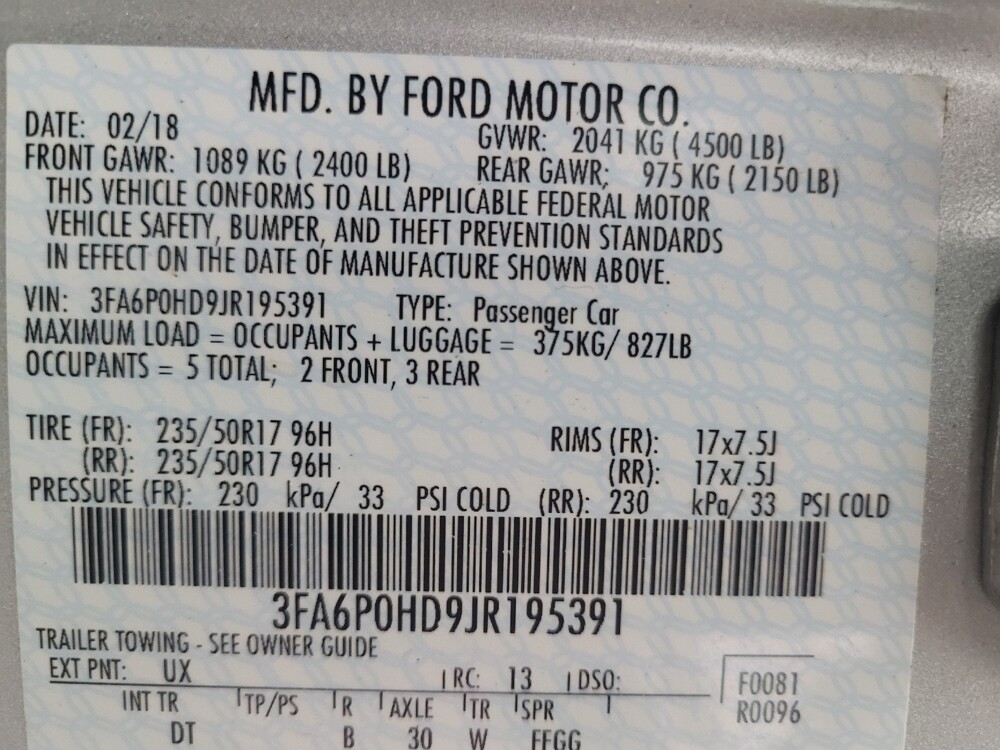 MFD. BY FORD MOTOR CO.
DATE: 02/18 GVWR: 2041 KG ( 4500 LB)
FRONT GAWR: 1089 KG ( 2400 LB) REAR GAWR: 975 KG ( 2150 LB)
THIS VEHICLE CONFORMS TO ALL APPLICABLE FEDERAL MOTOR
VEHICLE SAFETY, BUMPER, AND THEFT PREVENTION STANDARDS
IN EFFECT ON THE DATE OF MANUFACTURE SHOWN ABOVE.
VIN: 3FA6P0HD9JR195391 TYPE: Passenger Car
MAXIMUM LOAD = OCCUPANTS + LUGGAGE = 375KG/ 827LB
OCCUPANTS = 5 TOTAL; 2 FRONT, 3 REAR
TIRE (FR): 235/50R17 96H RIMS (FR): 17x7.5J
(RR): 235/50R17 96H (RR): 17x7.5J
PRESSURE (FR): 230 kPa/ 33 PSI COLD (RR): 230 kPa/ 33 PSI COLD
3FA6P0HD9JR195391
TRAILER TOWING - SEE OWNER GUIDE
EXT PNT: UX RC: 13 DSO: F0081
INT TR TP/PS R AXLE TR SPR R0096
DT B 30 W FFGG